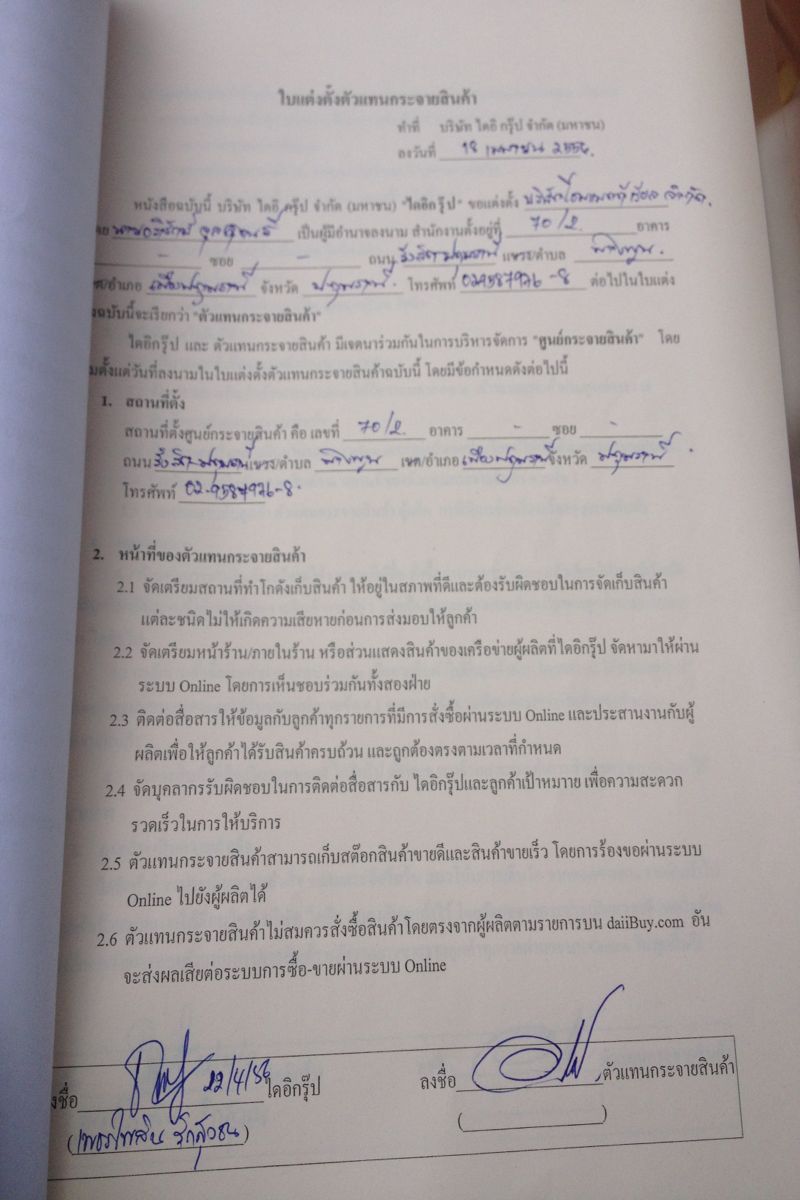 ใบแต่งตั้งตัวแทนกระจายสินค้า
ทำที่ บริษัท ไดอิ กรุ๊ป จำกัด (มหาชน)
ลงวันที่ 18 เมษายน 2556.
หนังสือฉบับนี้ บริษัท ไดอิ กรุ๊ป จำกัด (มหาชน) "ไดอิกรุ๊ป" ขอแต่งตั้ง จำกัด.
เป็นผู้มีอำนาจลงนาม สำนักงานตั้งอยู่ที่ 70/2 อาคาร
- ซอย - ถนน รังสิต-ปทุมธานี แขวง/ตำบล
/อำเภอ เมืองปทุมธานี จังหวัด ปทุมธานี. โทรศัพท์ 029587926-8 ต่อไปในใบแต่ง
ฉบับนี้จะเรียกว่า "ตัวแทนกระจายสินค้า"
ไดอิกรุ๊ป และ ตัวแทนกระจายสินค้า มีเจตนาร่วมกันในการบริหารจัดการ "ศูนย์กระจายสินค้า" โดย
ตั้งแต่วันที่ลงนามในใบแต่งตั้งตัวแทนกระจายสินค้าฉบับนี้ โดยมีข้อกำหนดดังต่อไปนี้
1. สถานที่ตั้ง
สถานที่ตั้งศูนย์กระจายสินค้า คือ เลขที่ 70/2 อาคาร - ซอย -
ถนน รังสิต-ปทุมธานี แขวง/ตำบล เขต/อำเภอ เมืองปทุมธานี จังหวัด ปทุมธานี.
โทรศัพท์ 02-9587926-8.
2. หน้าที่ของตัวแทนกระจายสินค้า
2.1 จัดเตรียมสถานที่ทำโกดังเก็บสินค้า ให้อยู่ในสภาพที่ดีและต้องรับผิดชอบในการจัดเก็บสินค้า
แต่ละชนิดไม่ให้เกิดความเสียหายก่อนการส่งมอบให้ลูกค้า
2.2 จัดเตรียมหน้าร้าน/ภายในร้าน หรือส่วนแสดงสินค้าของเครือข่ายผู้ผลิตที่ไดอิกรุ๊ป จัดหามาให้ผ่าน
ระบบ Online โดยการเห็นชอบร่วมกันทั้งสองฝ่าย
2.3 ติดต่อสื่อสารให้ข้อมูลกับลูกค้าทุกรายการที่มีการสั่งซื้อผ่านระบบ Online และประสานงานกับผู้
ผลิตเพื่อให้ลูกค้าได้รับสินค้าครบถ้วน และถูกต้องตรงตามเวลาที่กำหนด
2.4 จัดบุคลากรรับผิดชอบในการติดต่อสื่อสารกับ ไดอิกรุ๊ปและลูกค้าเป้าหมาาย เพื่อความสะดวก
รวดเร็วในการให้บริการ
2.5 ตัวแทนกระจายสินค้าสามารถเก็บสต๊อกสินค้าขายดีและสินค้าขายเร็ว โดยการร้องขอผ่านระบบ
Online ไปยังผู้ผลิตได้
2.6 ตัวแทนกระจายสินค้าไม่สมควรสั่งซื้อสินค้าโดยตรงจากผู้ผลิตตามรายการบน daiiBuy.com อัน
จะส่งผลเสียต่อระบบการซื้อ-ขายผ่านระบบ Online
ลงชื่อ 22/4/56 ไดอิกรุ๊ป ลงชื่อ ตัวแทนกระจายสินค้า